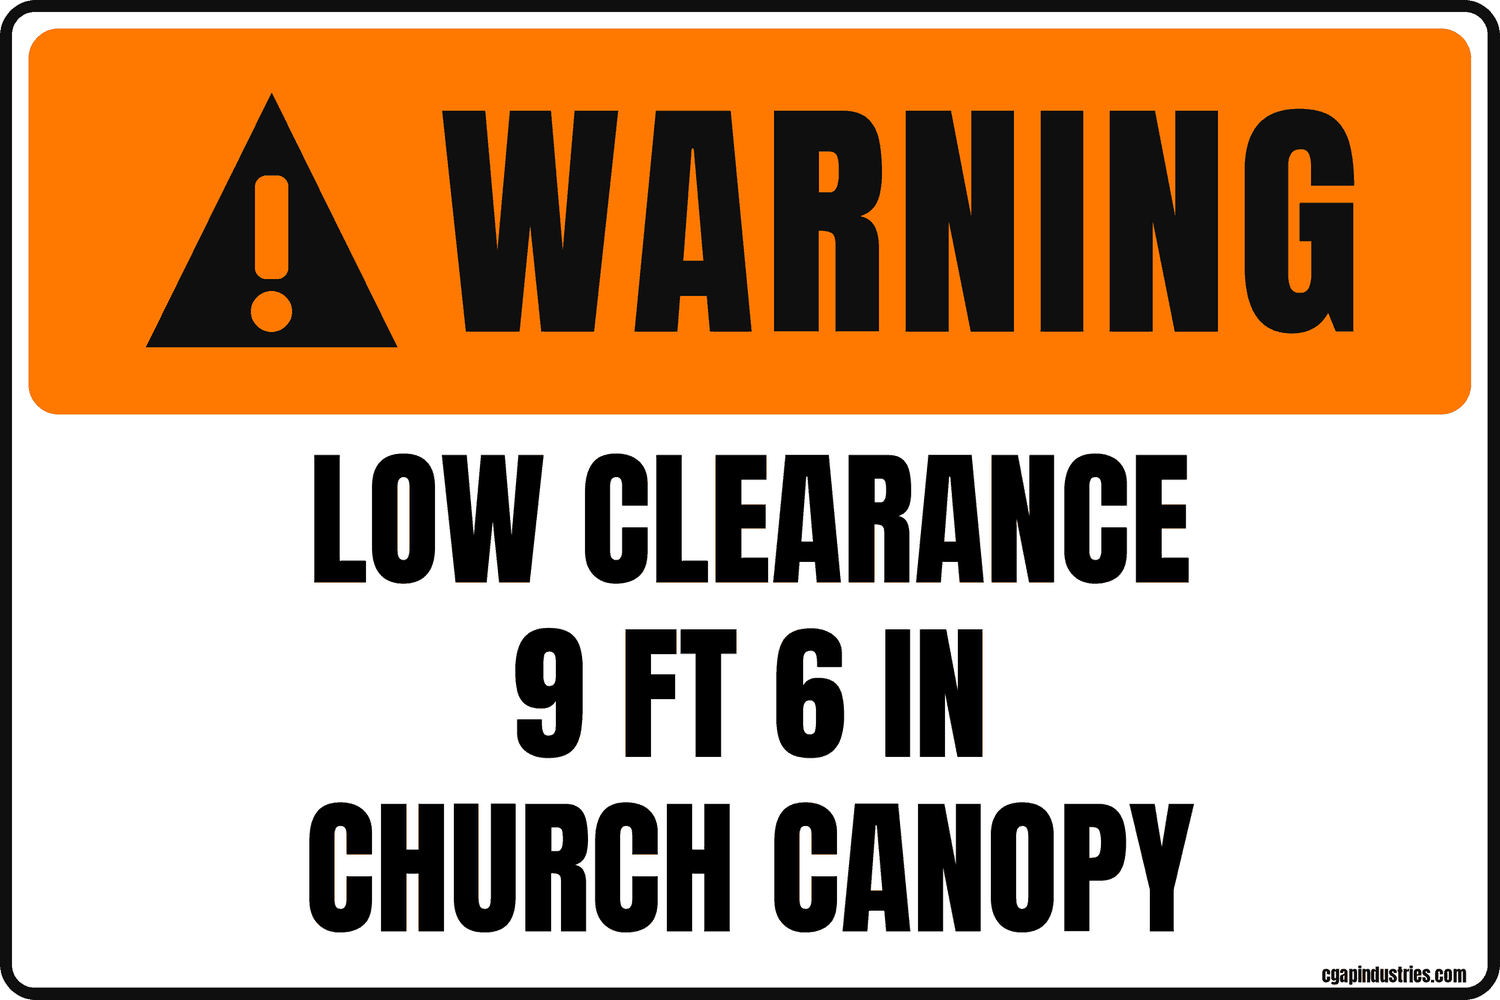 WARNING
LOW CLEARANCE
9 FT 6 IN
CHURCH CANOPY
cgapindustries.com